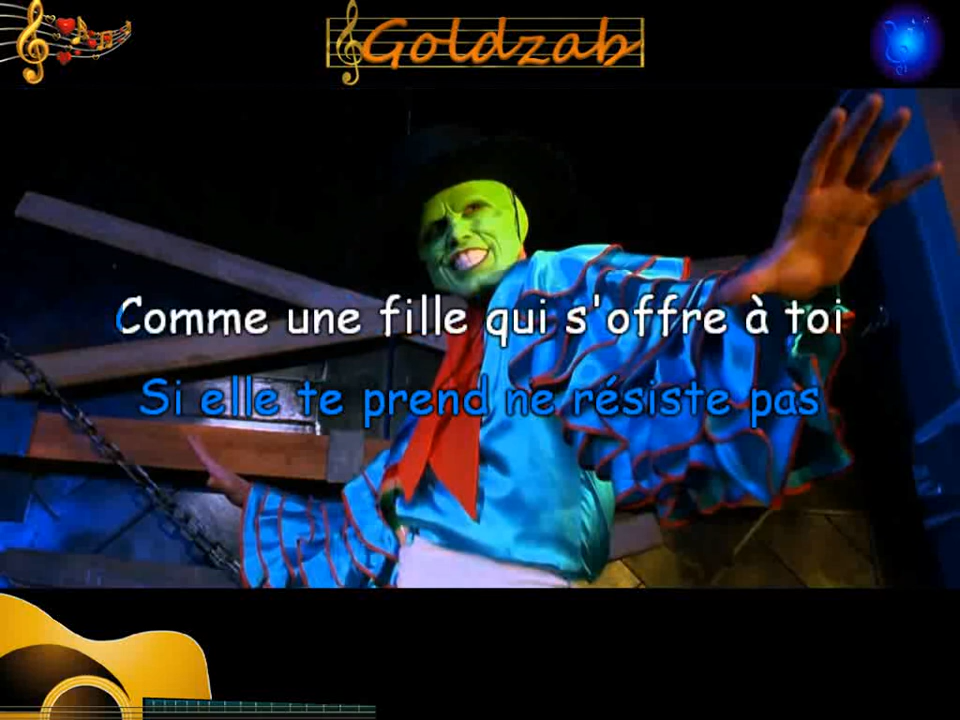 Goldzab
Comme une fille qui s'offre à toi
Si elle te prend ne résiste pas